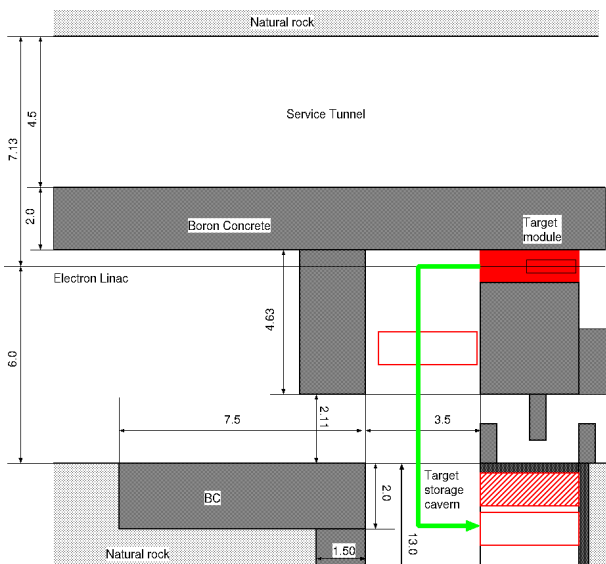 Natural rock
4.5
7.13
Service Tunnel
2.0
Boron Concrete
Target
module
Electron Linac
4.63
6.0
2.11
7.5
3.5
BC
2.0
Target
storage
cavern
13.0
1.50
Natural rock